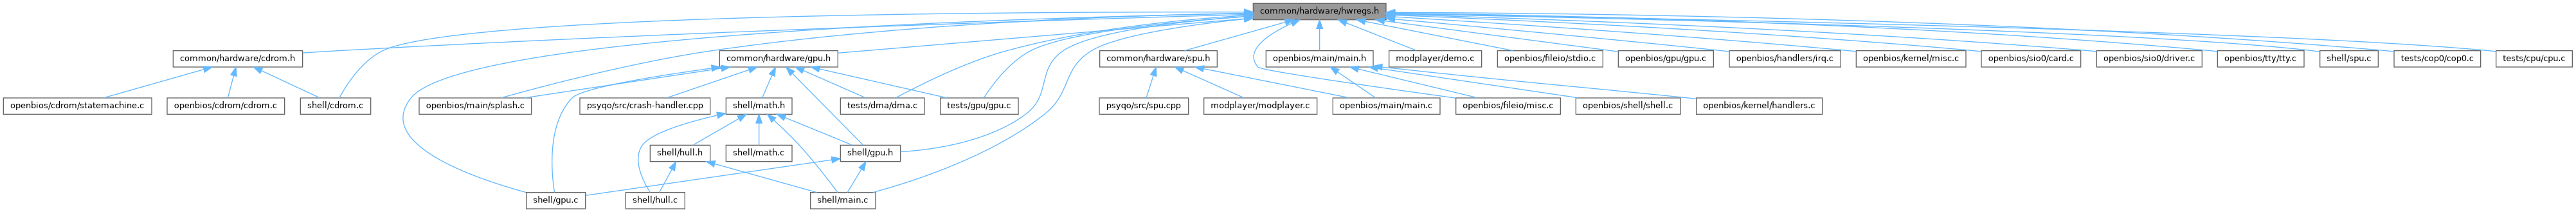 common/hardware/hwregs.h
common/hardware/cdrom.h
common/hardware/gpu.h
common/hardware/spu.h
openbios/main/main.h
modplayer/demo.c
openbios/fileio/stdio.c
openbios/gpu/gpu.c
openbios/handlers/irq.c
openbios/kernel/misc.c
openbios/sio0/card.c
openbios/sio0/driver.c
openbios/tty/tty.c
shell/spu.c
tests/cop0/cop0.c
tests/cpu/cpu.c
openbios/cdrom/statemachine.c
openbios/cdrom/cdrom.c
shell/cdrom.c
openbios/main/splash.c
psyqo/src/crash-handler.cpp
shell/math.h
tests/dma/dma.c
tests/gpu/gpu.c
psyqo/src/spu.cpp
modplayer/modplayer.c
openbios/main/main.c
openbios/fileio/misc.c
openbios/shell/shell.c
openbios/kernel/handlers.c
shell/hull.h
shell/math.c
shell/gpu.h
shell/gpu.c
shell/hull.c
shell/main.c